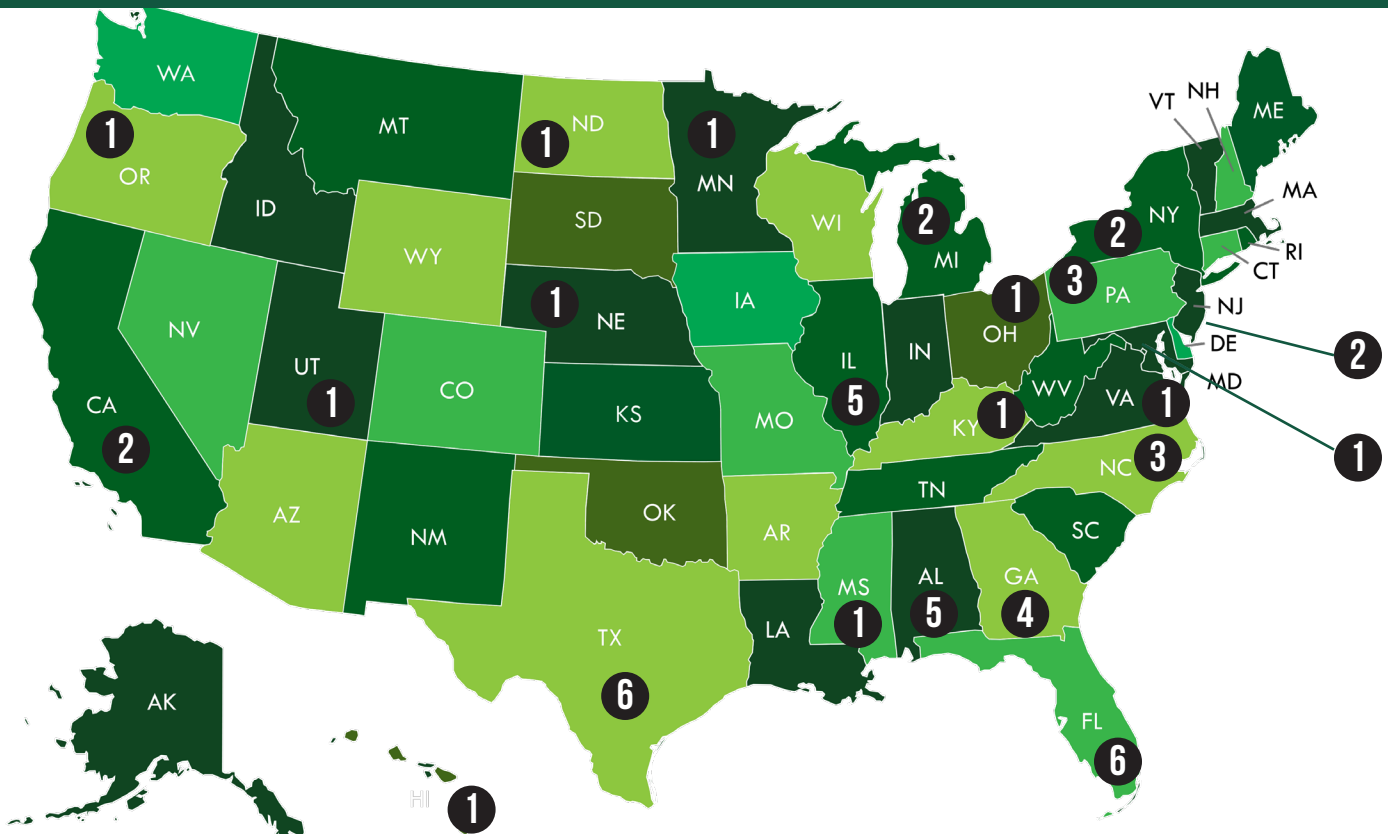 WA
MT
ND
1
MN
1
OR
1
ID
SD
WY
WI
MI
2
VT
NH
ME
NY
2
MA
RI
CT
PA
3
NJ
2
DE
MD
1
NE
1
IA
IL
5
IN
OH
1
NV
UT
1
CO
CA
2
KS
MO
KY
1
WV
VA
1
NC
3
TN
AZ
NM
OK
AR
SC
MS
1
AL
5
GA
4
LA
TX
6
FL
6
AK
HI
1